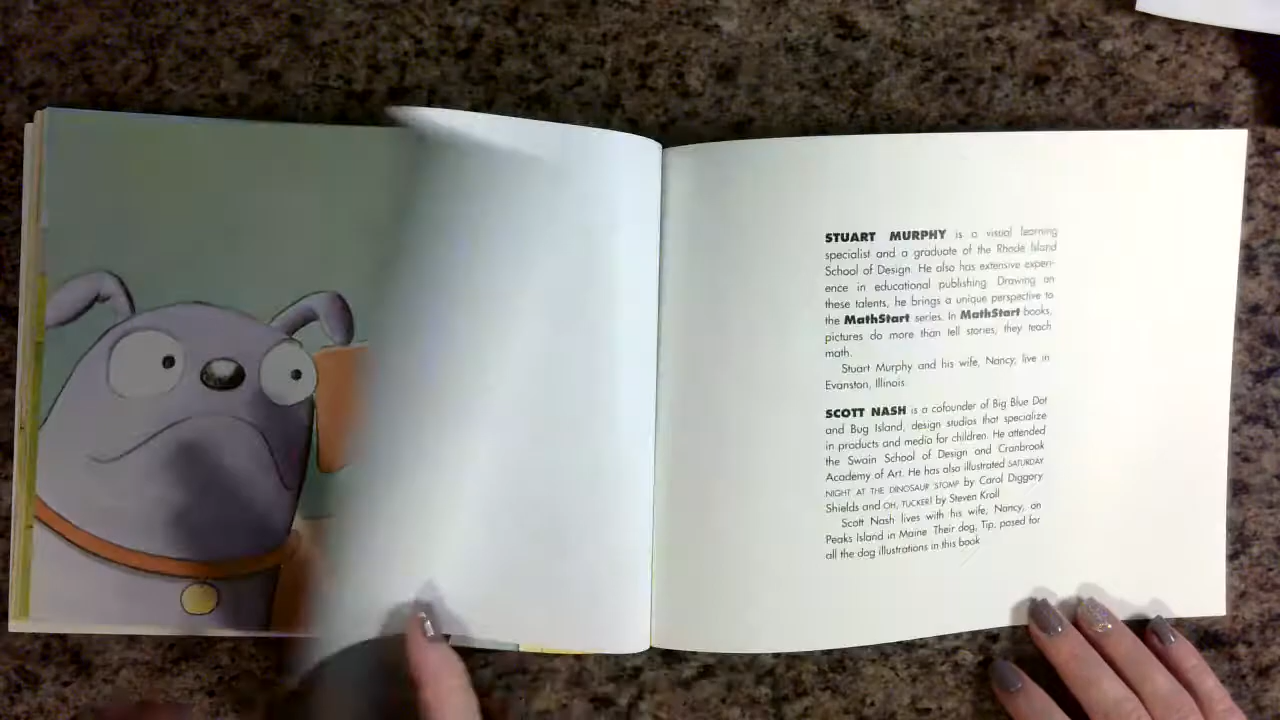 STUART MURPHY is a visual learning
specialist and a graduate of the Rhode Island
School of Design. He also has extensive experi-
ence in educational publishing. Drawing on
these talents, he brings a unique perspective to
the MathStart series. In MathStart books,
pictures do more than tell stories, they teach
math.
Stuart Murphy and his wife, Nancy, live in
Evanston, Illinois.
SCOTT NASH is a cofounder of Big Blue Dot
and Bug Island, design studios that specialize
in products and media for children. He attended
the Swain School of Design and Cranbrook
Academy of Art. He has also illustrated SATURDAY
NIGHT AT THE DINOSAUR STOMP by Carol Diggory
Shields and OH, TUCKER! by Steven Kroll
Scott Nash lives with his wife, Nancy, on
Peaks Island in Maine. Their dog, Tip, posed for
all the dog illustrations in this book